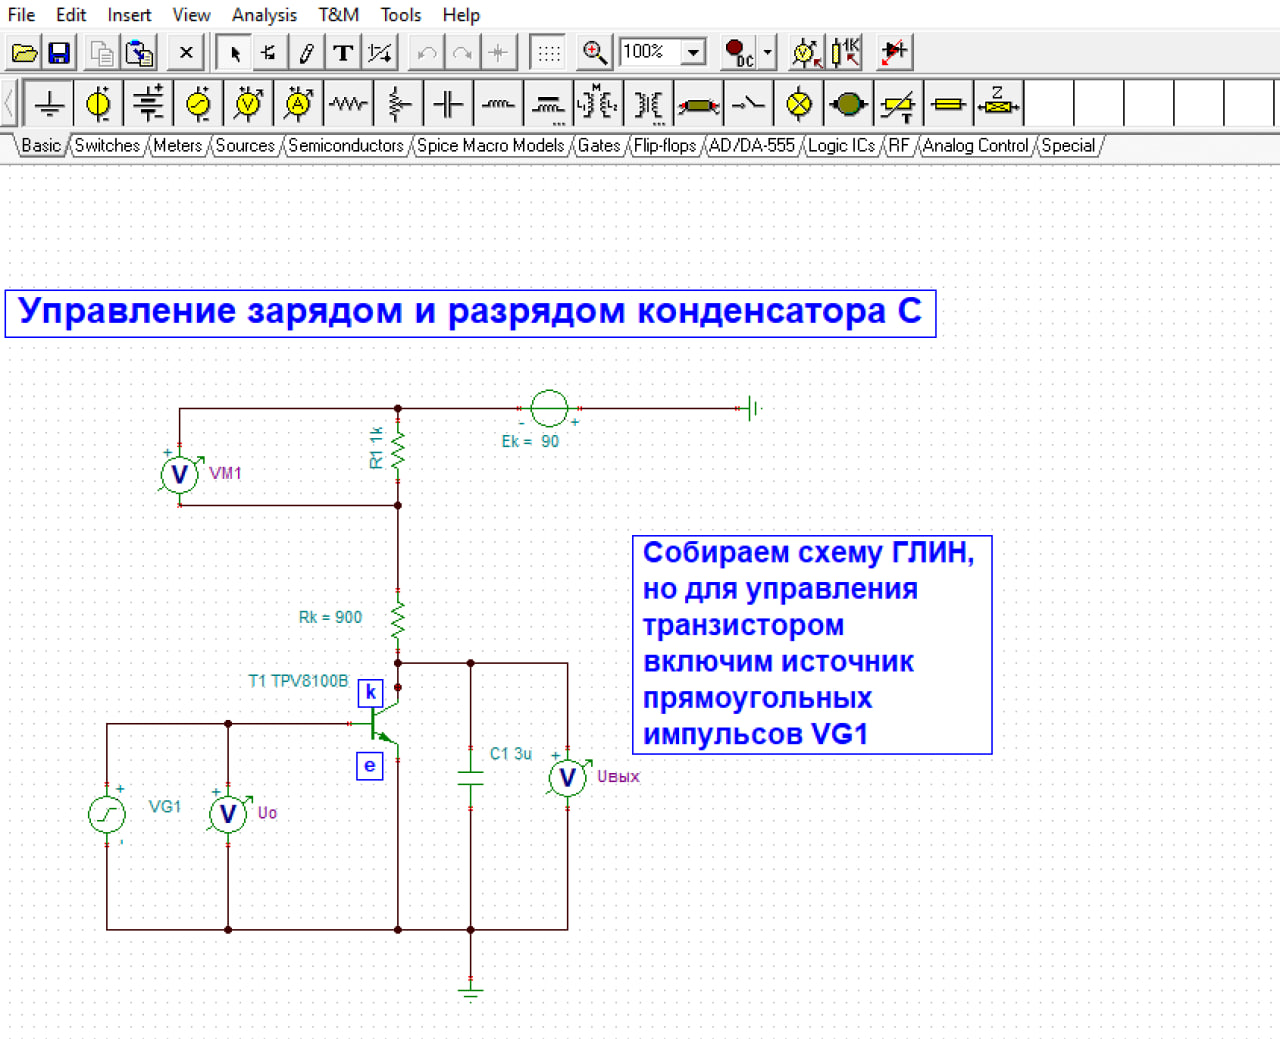 File Edit Insert View Analysis T&M Tools Help
100% DC 1K
M L1 L2 T Z
Basic Switches Meters Sources Semiconductors Spice Macro Models Gates Flip-flops AD/DA-555 Logic ICs RF Analog Control Special
Управление зарядом и разрядом конденсатора С
R1 1k
- +
Ek = 90
+ V VM1
Собираем схему ГЛИН,
но для управления
транзистором
включим источник
прямоугольных
импульсов VG1
Rk = 900
T1 TPV8100B k
e
C1 3u
+ V Uвых
+ VG1 -
+ V Uo